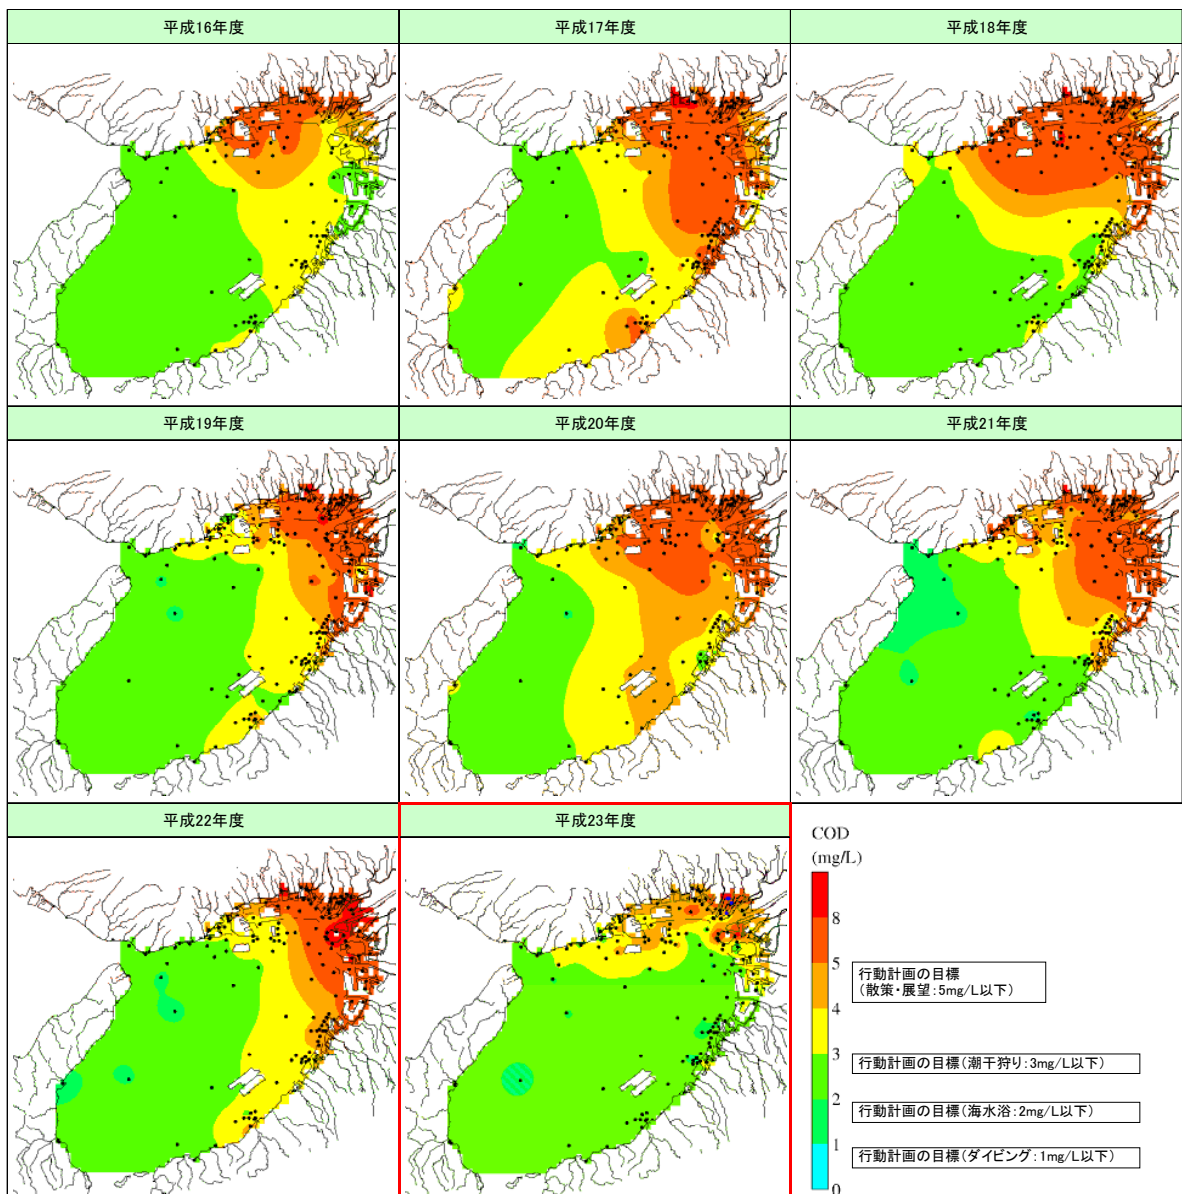 平成16年度
平成17年度
平成18年度
平成19年度
平成20年度
平成21年度
平成22年度
平成23年度
COD
(mg/L)
8
5
4
3
2
1
0
行動計画の目標
（散策・展望：5mg/L以下）
行動計画の目標（潮干狩り：3mg/L以下）
行動計画の目標（海水浴：2mg/L以下）
行動計画の目標（ダイビング：1mg/L以下）